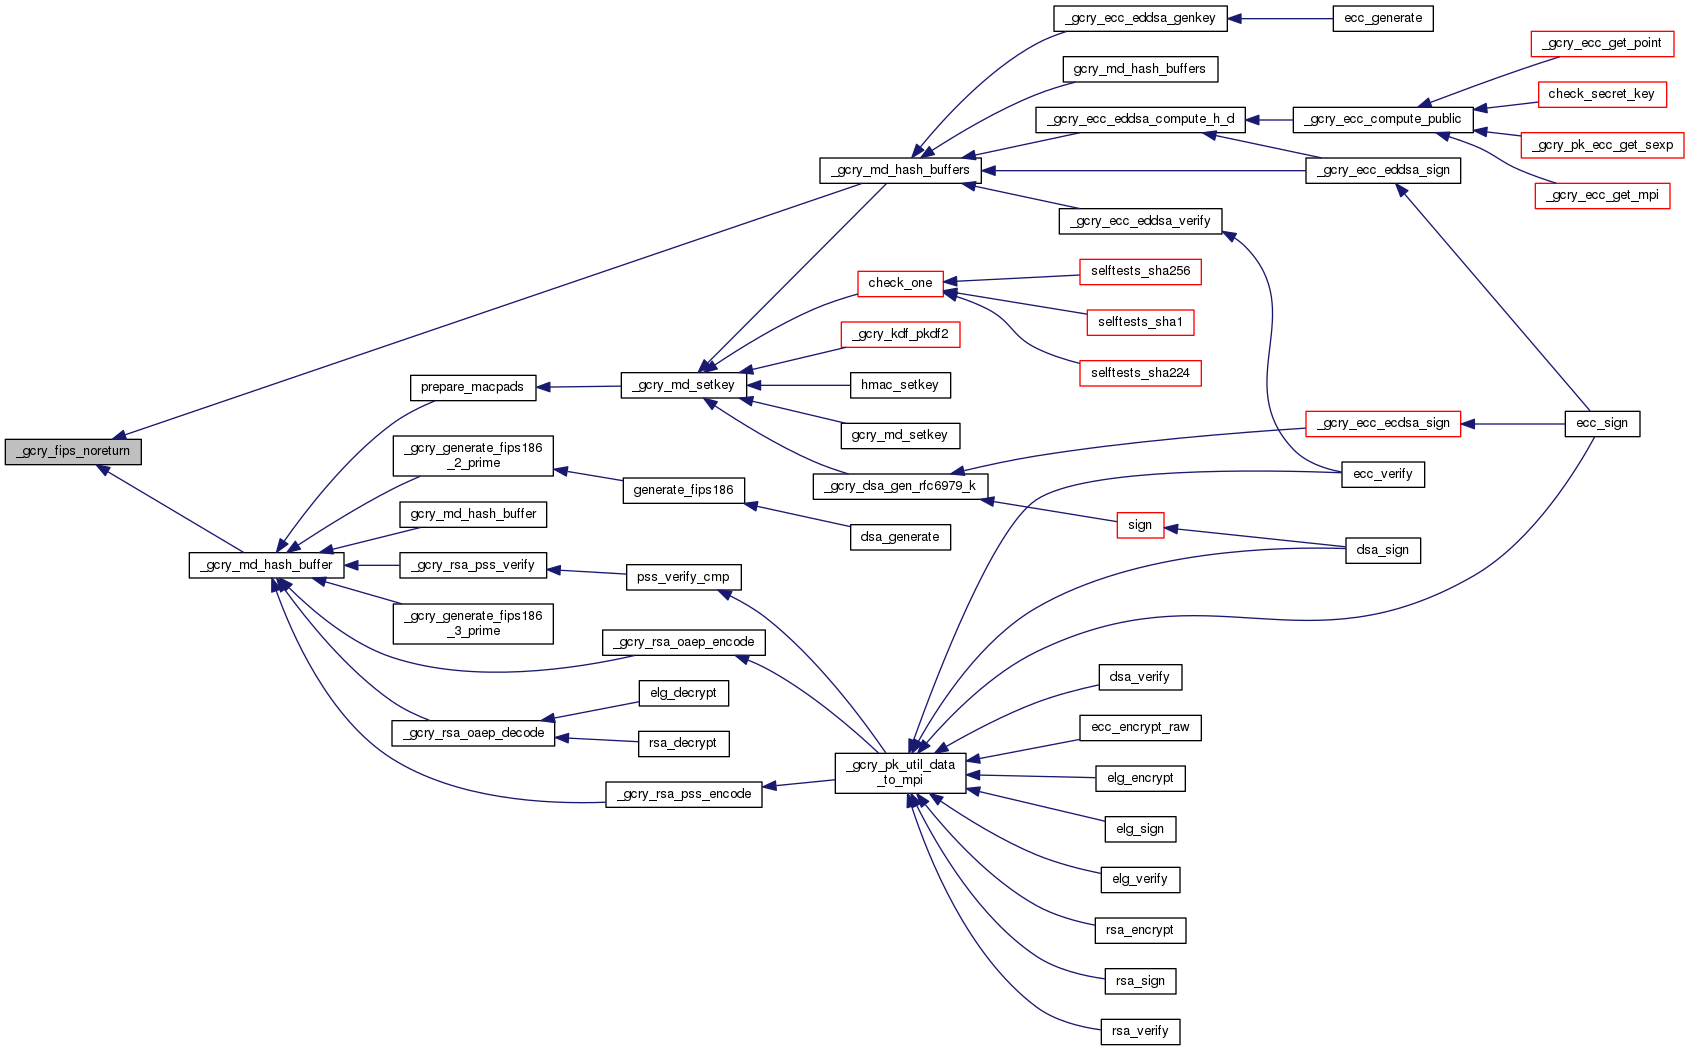 _gcry_ecc_eddsa_genkey
ecc_generate
_gcry_ecc_get_point
gcry_md_hash_buffers
check_secret_key
_gcry_ecc_eddsa_compute_h_d
_gcry_ecc_compute_public
_gcry_pk_ecc_get_sexp
_gcry_md_hash_buffers
_gcry_ecc_eddsa_sign
_gcry_ecc_get_mpi
_gcry_ecc_eddsa_verify
check_one
selftests_sha256
selftests_sha1
_gcry_kdf_pkdf2
selftests_sha224
prepare_macpads
_gcry_md_setkey
hmac_setkey
gcry_md_setkey
_gcry_ecc_ecdsa_sign
ecc_sign
_gcry_fips_noreturn
_gcry_generate_fips186
_2_prime
ecc_verify
generate_fips186
_gcry_dsa_gen_rfc6979_k
gcry_md_hash_buffer
sign
dsa_generate
dsa_sign
_gcry_md_hash_buffer
_gcry_rsa_pss_verify
pss_verify_cmp
_gcry_generate_fips186
_3_prime
_gcry_rsa_oaep_encode
elg_decrypt
dsa_verify
_gcry_rsa_oaep_decode
rsa_decrypt
ecc_encrypt_raw
_gcry_pk_util_data
_to_mpi
elg_encrypt
_gcry_rsa_pss_encode
elg_sign
elg_verify
rsa_encrypt
rsa_sign
rsa_verify